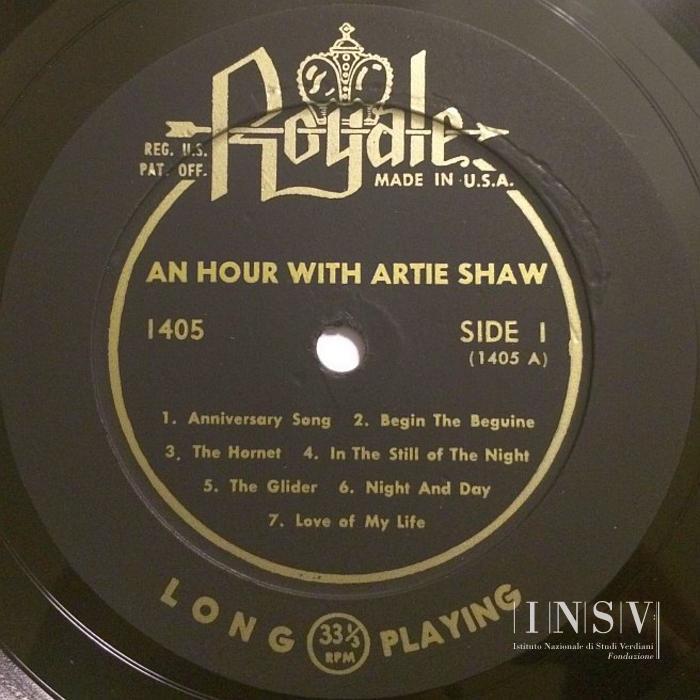 Royale
REG. U.S.
PAT. OFF.
MADE IN U.S.A.
AN HOUR WITH ARTIE SHAW
1405 SIDE 1
(1405 A)
1. Anniversary Song 2. Begin The Beguine
3. The Hornet 4. In The Still of The Night
5. The Glider 6. Night And Day
7. Love of My Life
LONG 33⅓ RPM PLAYING
INSV
Istituto Nazionale di Studi Verdiani
Fondazione